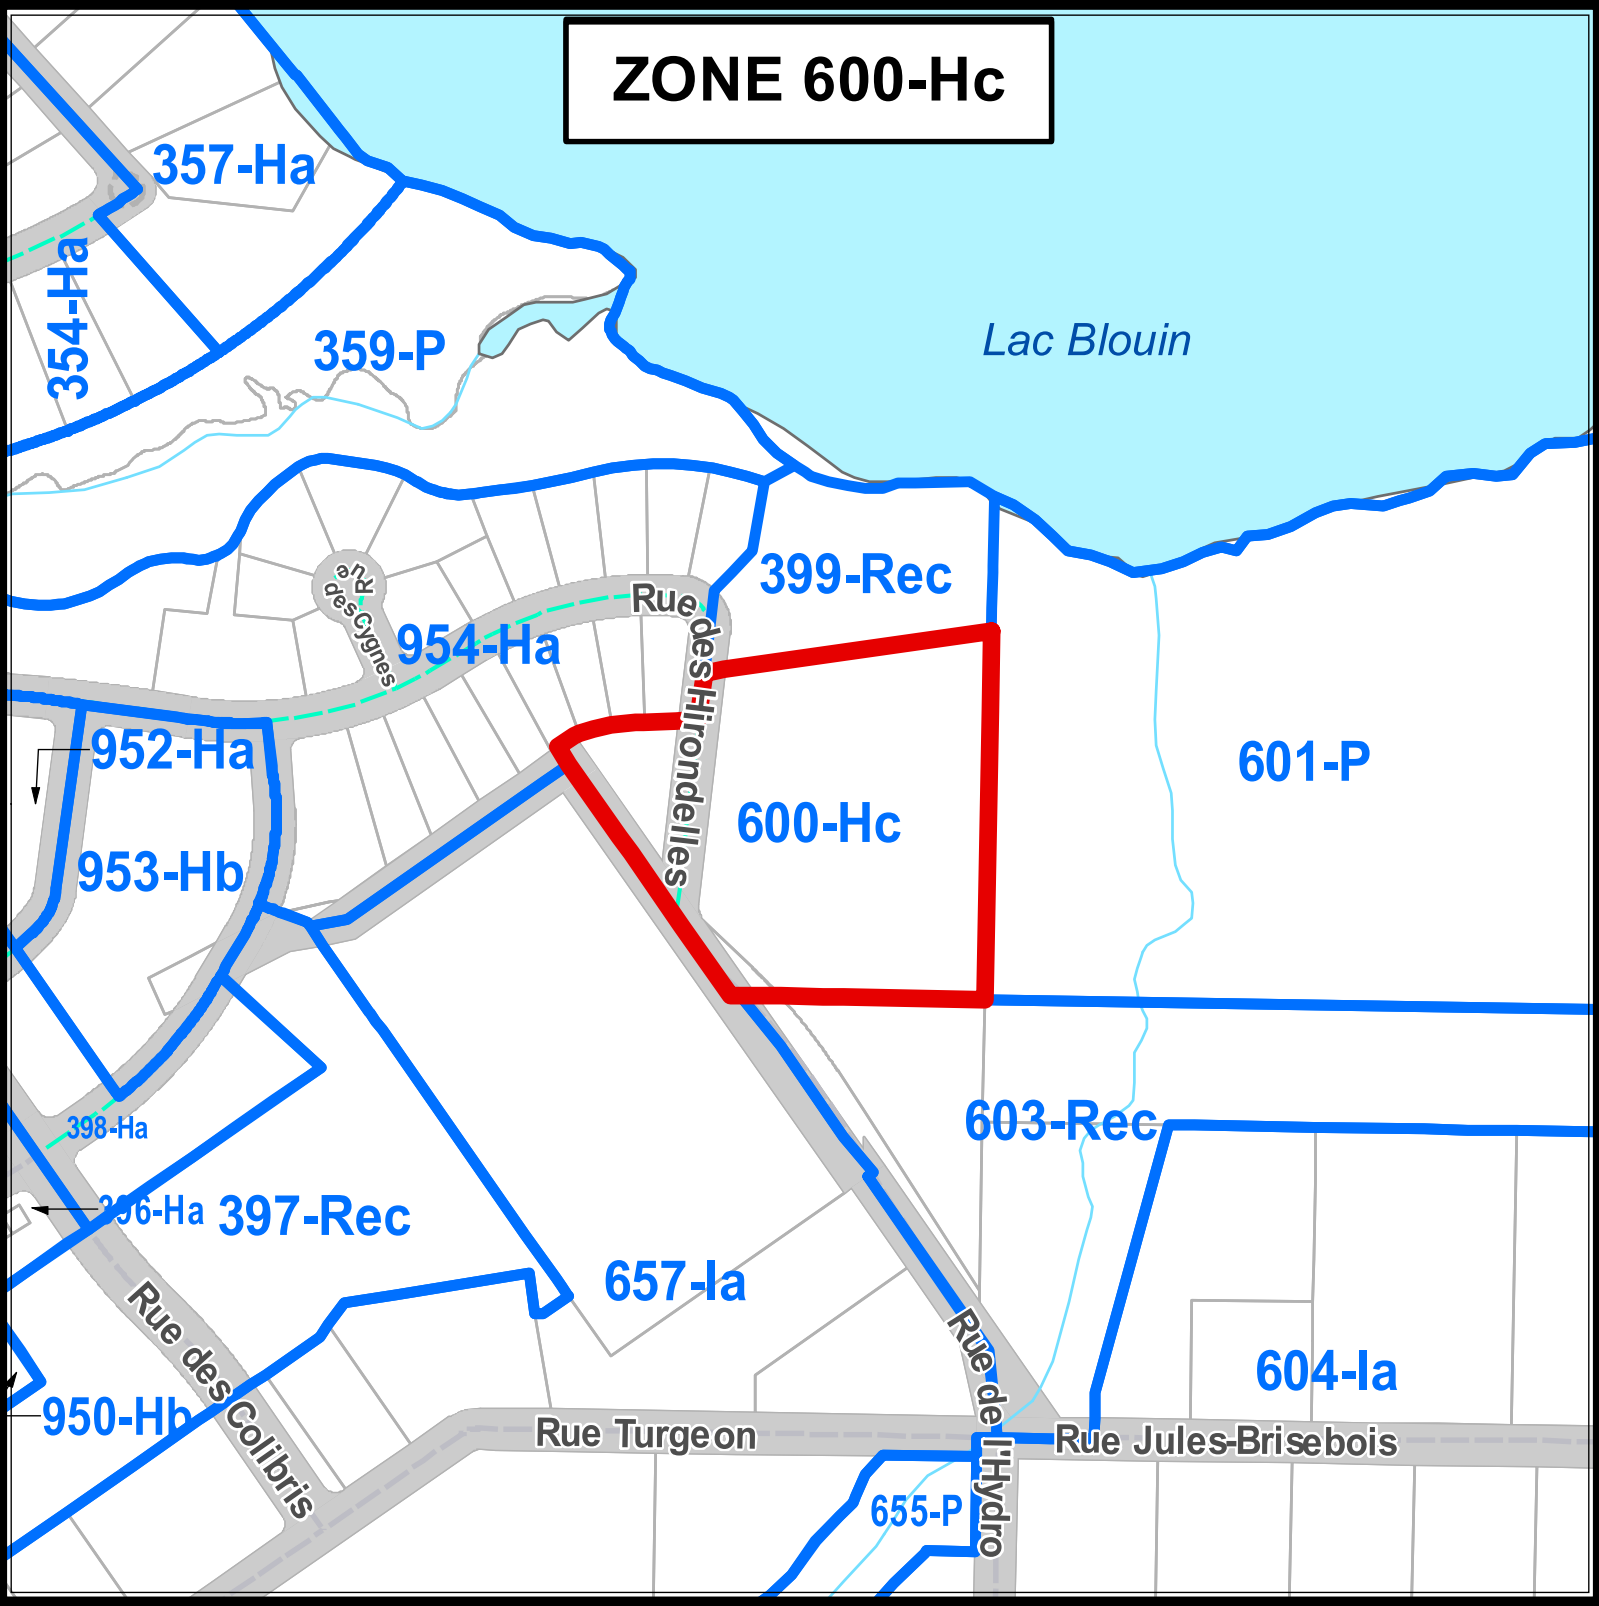 ZONE 600-Hc
357-Ha
354-Ha
359-P
Lac Blouin
399-Rec
Rue
des Cygnes
954-Ha
Rue des Hirondelles
952-Ha
601-P
600-Hc
953-Hb
398-Ha
603-Rec
396-Ha
397-Rec
657-Ia
Rue des Colibris
Rue de l'Hydro
604-Ia
950-Hb
Rue Turgeon
Rue Jules-Brisebois
655-P